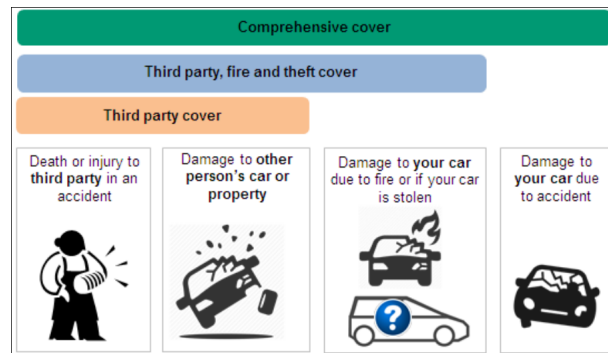 Comprehensive cover
Third party, fire and theft cover
Third party cover
Death or injury to
third party in an
accident
Damage to other
person's car or
property
Damage to your car
due to fire or if your car
is stolen
?
Damage to
your car due
to accident